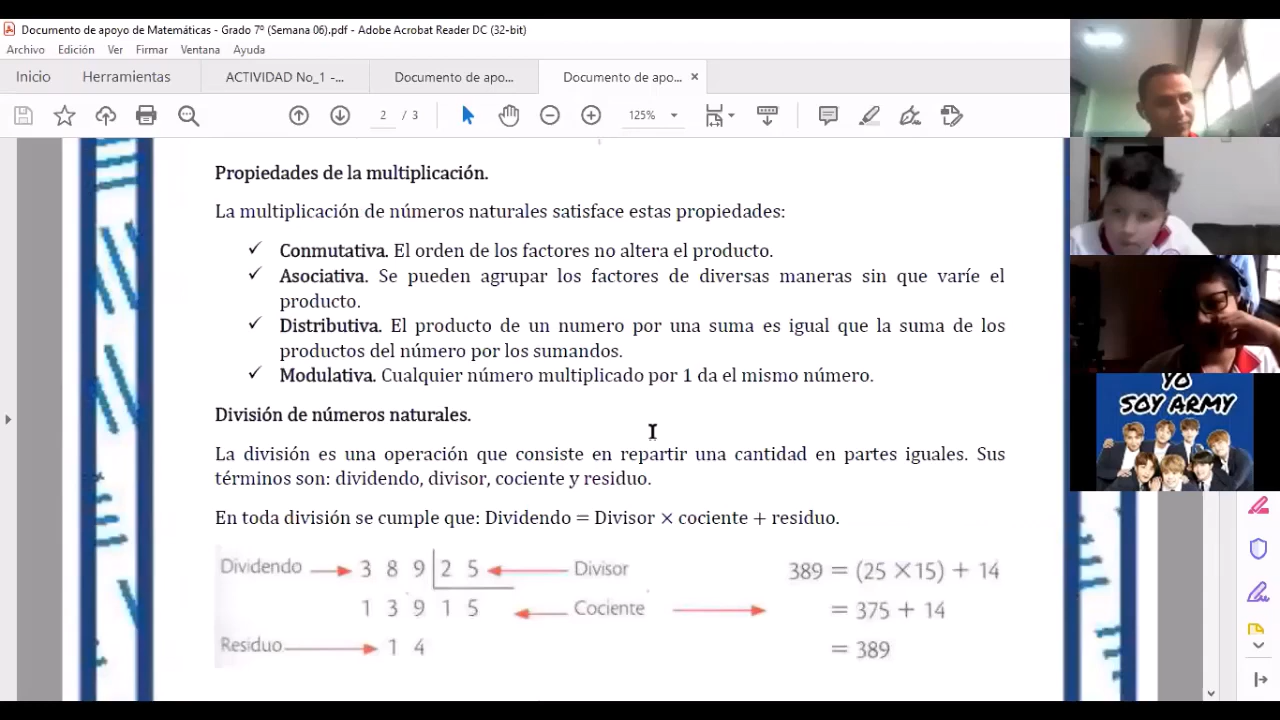 Documento de apoyo de Matemáticas - Grado 7º (Semana 06).pdf - Adobe Acrobat Reader DC (32-bit)
Archivo Edición Ver Firmar Ventana Ayuda
Inicio Herramientas ACTIVIDAD No_1 -... Documento de apo... Documento de apo... ×
2 / 3 125%
Propiedades de la multiplicación.
La multiplicación de números naturales satisface estas propiedades:
✓ Conmutativa. El orden de los factores no altera el producto.
✓ Asociativa. Se pueden agrupar los factores de diversas maneras sin que varíe el
producto.
✓ Distributiva. El producto de un numero por una suma es igual que la suma de los
productos del número por los sumandos.
✓ Modulativa. Cualquier número multiplicado por 1 da el mismo número.
División de números naturales.
La división es una operación que consiste en repartir una cantidad en partes iguales. Sus
términos son: dividendo, divisor, cociente y residuo.
En toda división se cumple que: Dividendo = Divisor × cociente + residuo.
Dividendo 3 8 9 2 5 Divisor 389 = (25 × 15) + 14
1 3 9 1 5 Cociente = 375 + 14
Residuo 1 4 = 389
YO
SOY ARMY